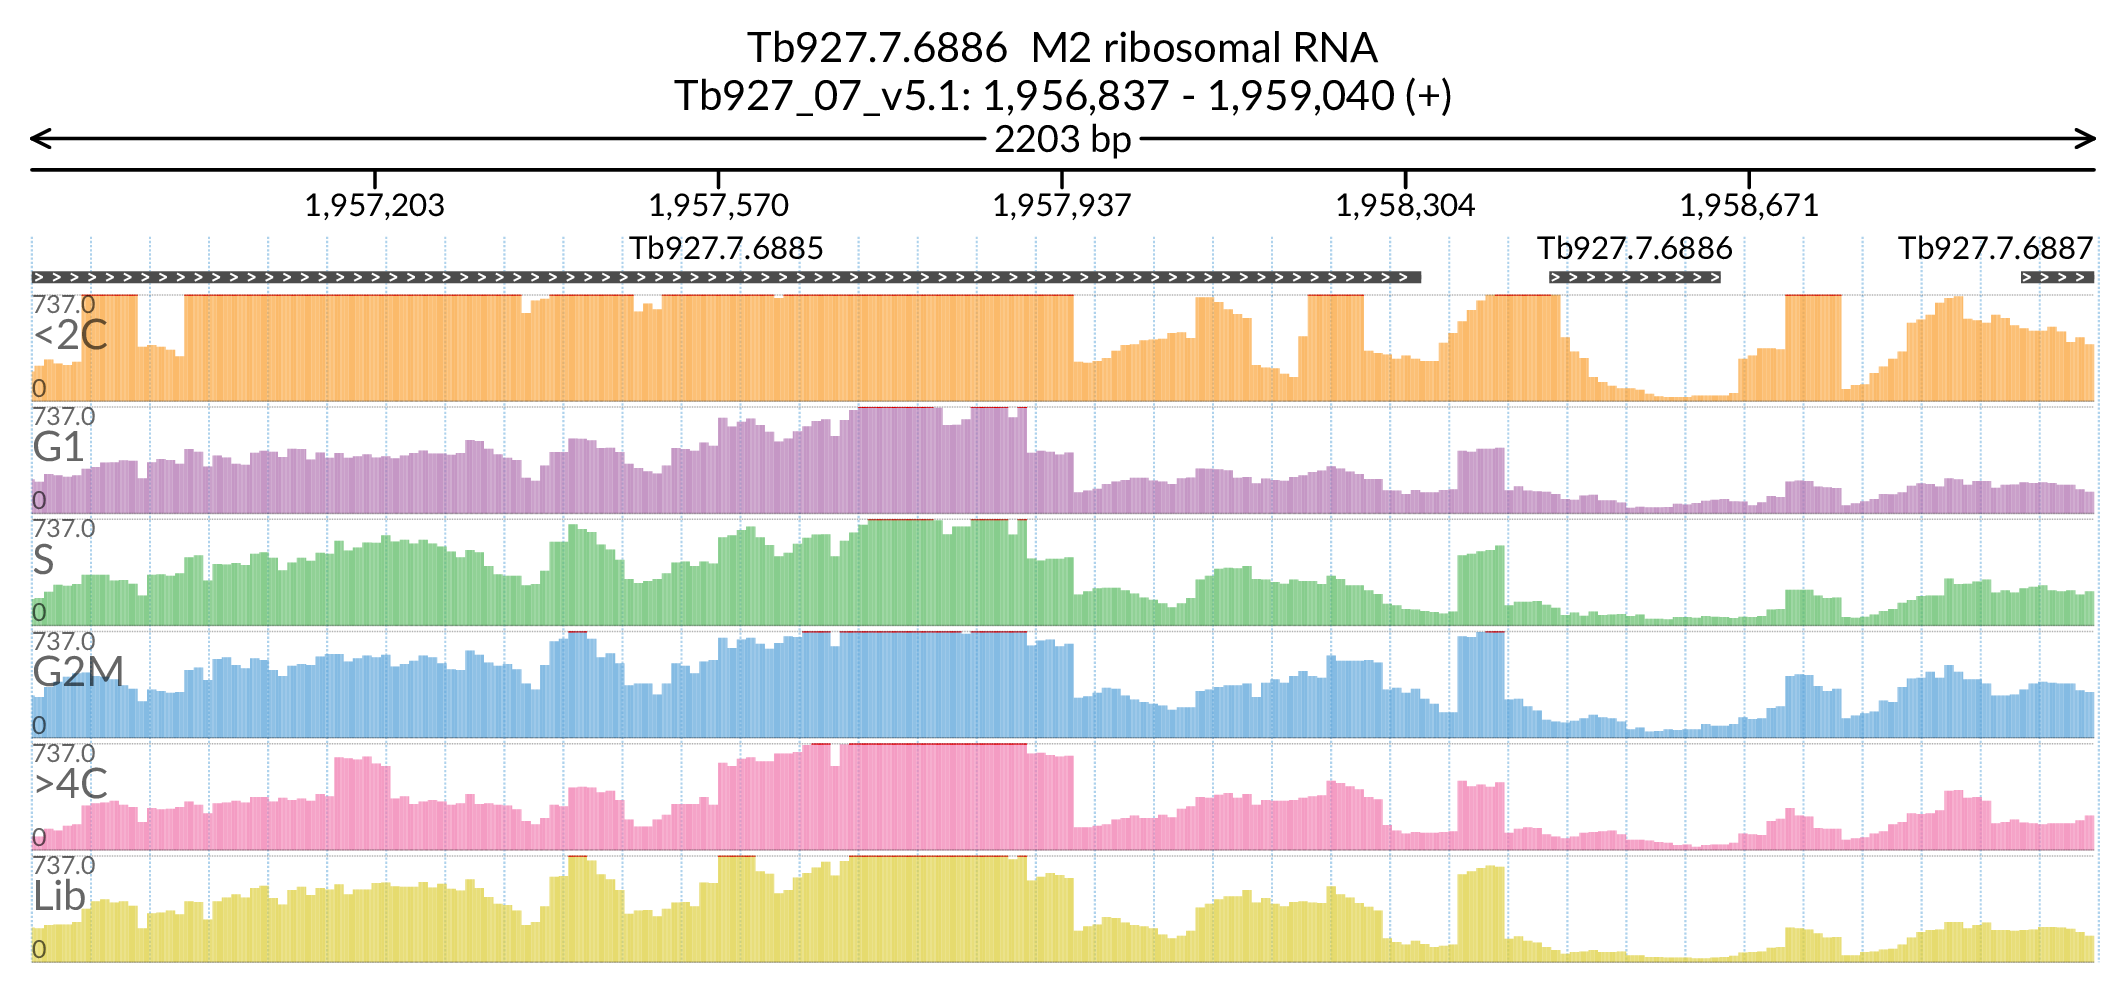 Tb927.7.6886  M2 ribosomal RNA
Tb927_07_v5.1: 1,956,837 - 1,959,040 (+)
2203 bp
1,957,203 1,957,570 1,957,937 1,958,304 1,958,671
Tb927.7.6885 Tb927.7.6886 Tb927.7.6887
737.0
<2C
0
737.0
G1
0
737.0
S
0
737.0
G2M
0
737.0
>4C
0
737.0
Lib
0